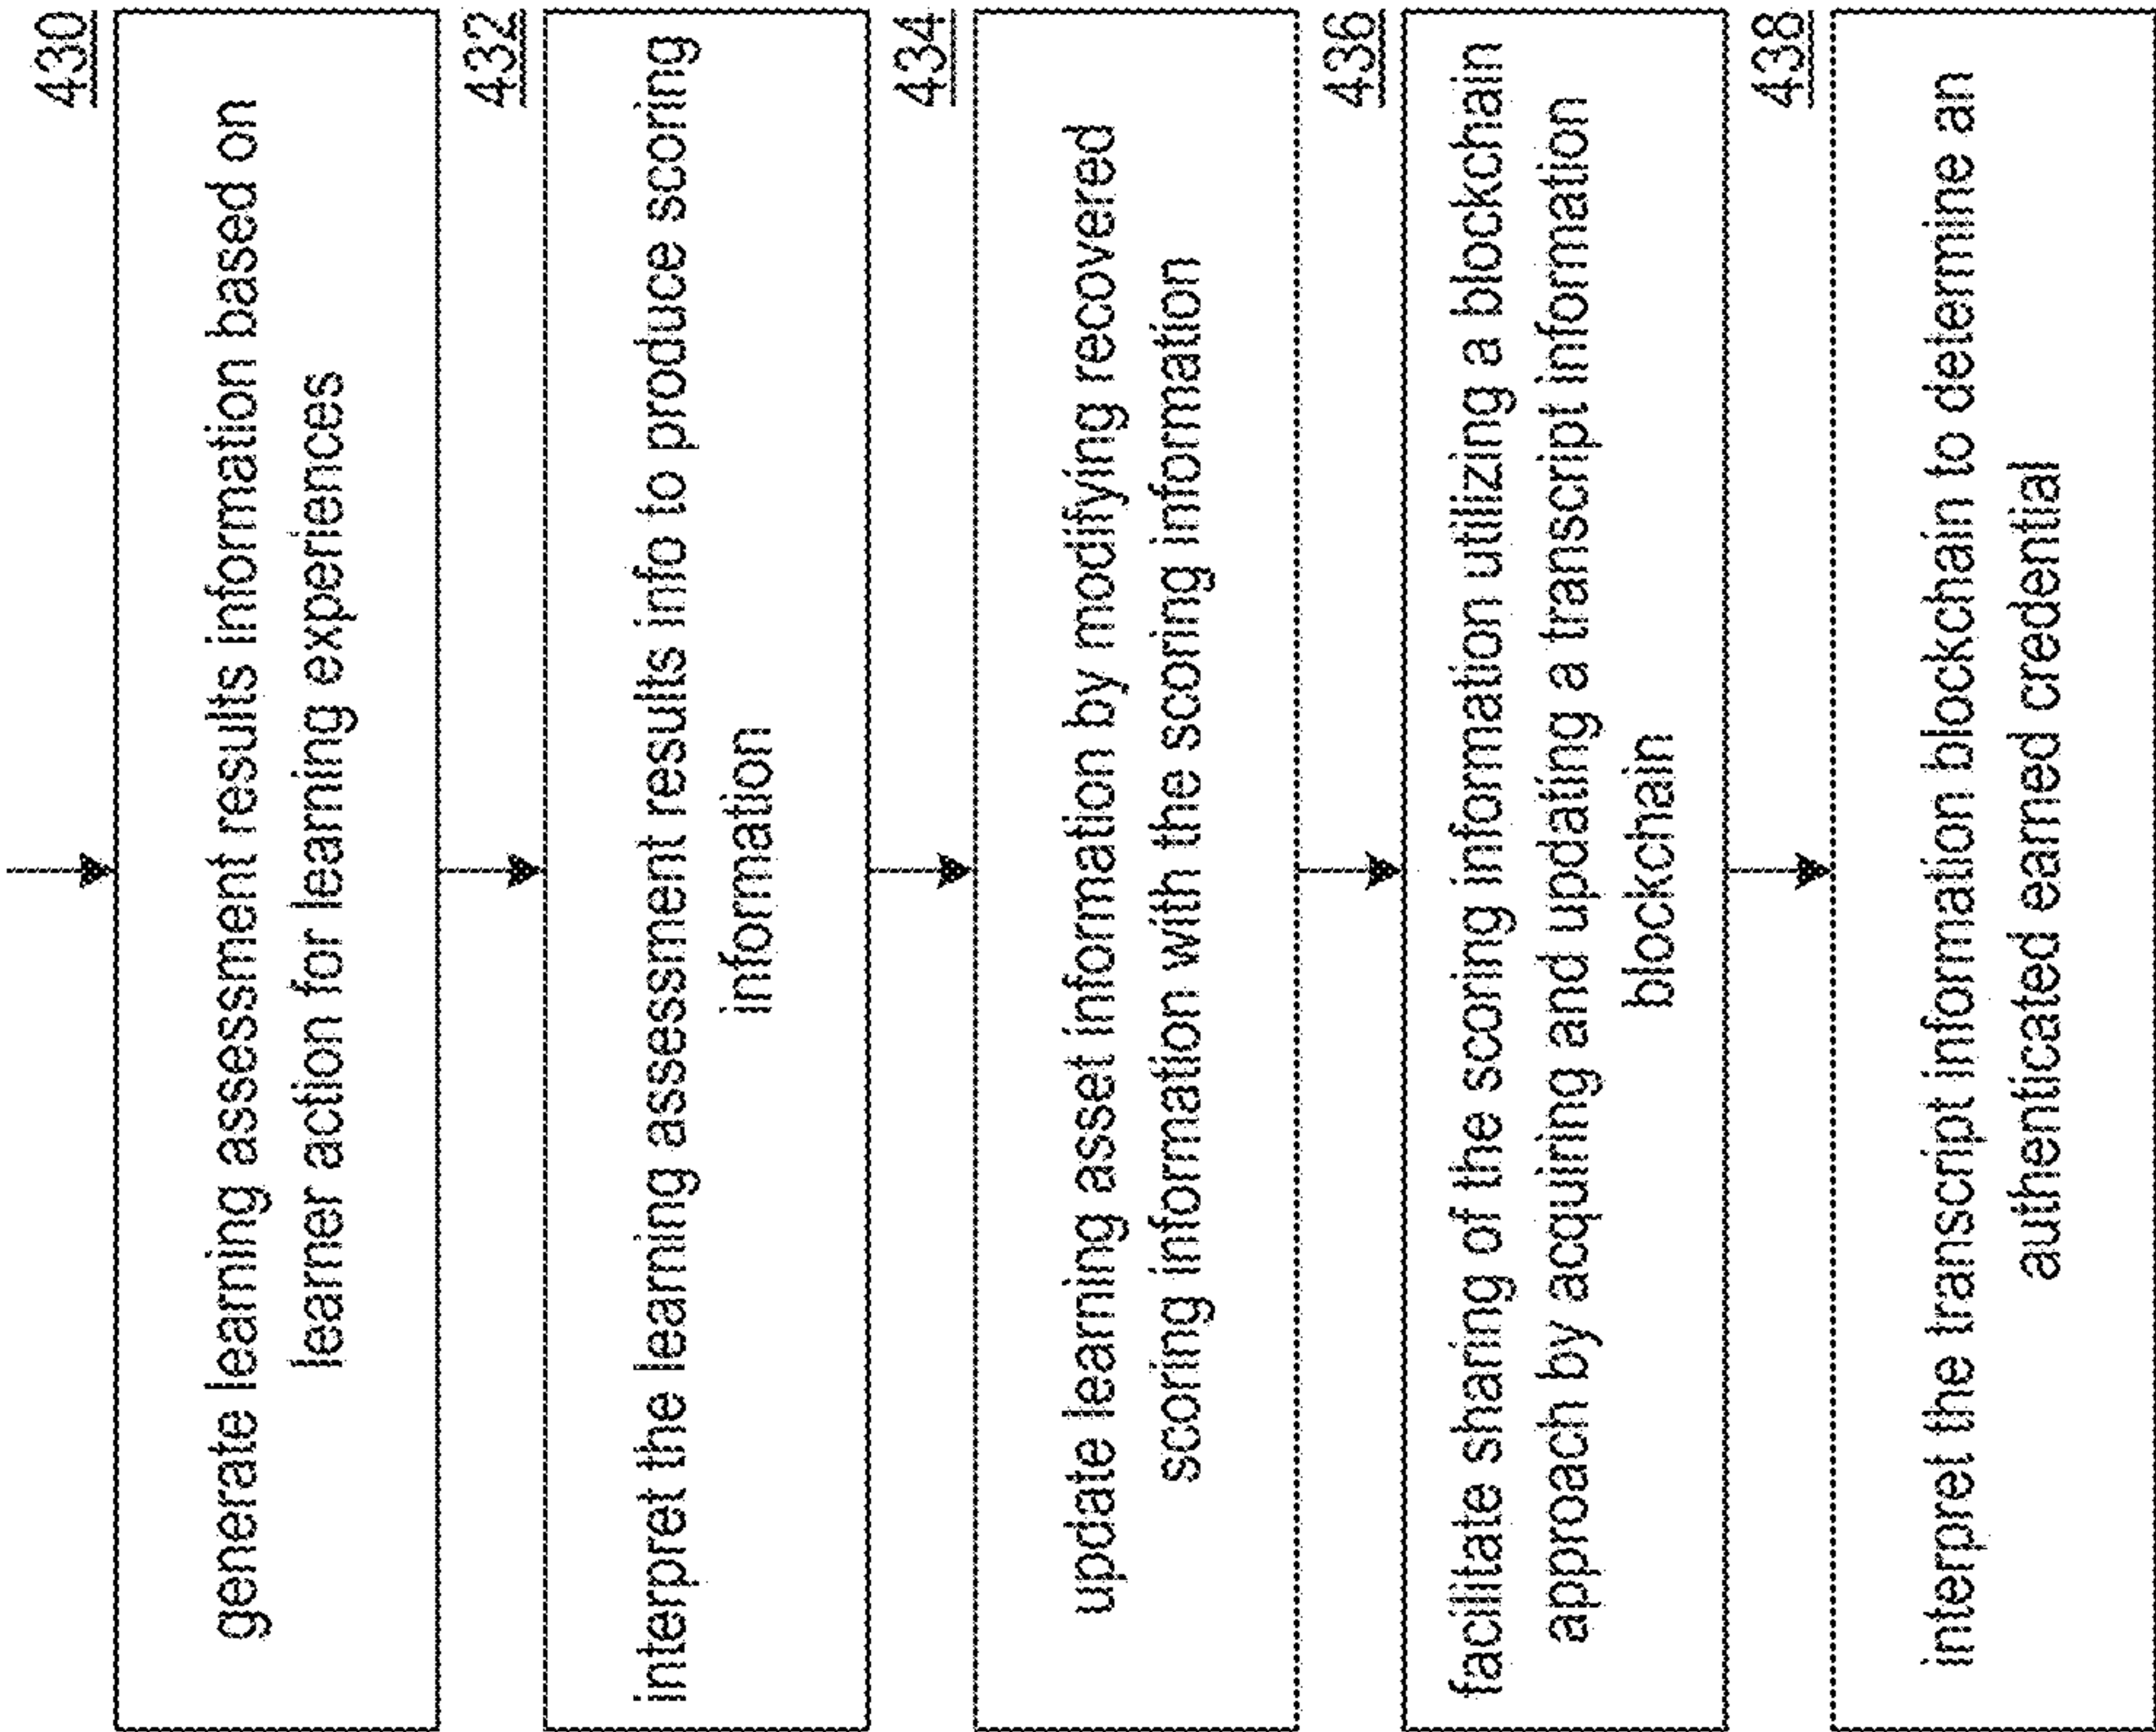 430
generate learning assessment results information based on
learner action for learning experiences
432
interpret the learning assessment results info to produce scoring
information
434
update learning asset information by modifying recovered
scoring information with the scoring information
436
facilitate sharing of the scoring information utilizing a blockchain
approach by acquiring and updating a transcript information
blockchain
438
interpret the transcript information blockchain to determine an
authenticated earned credential